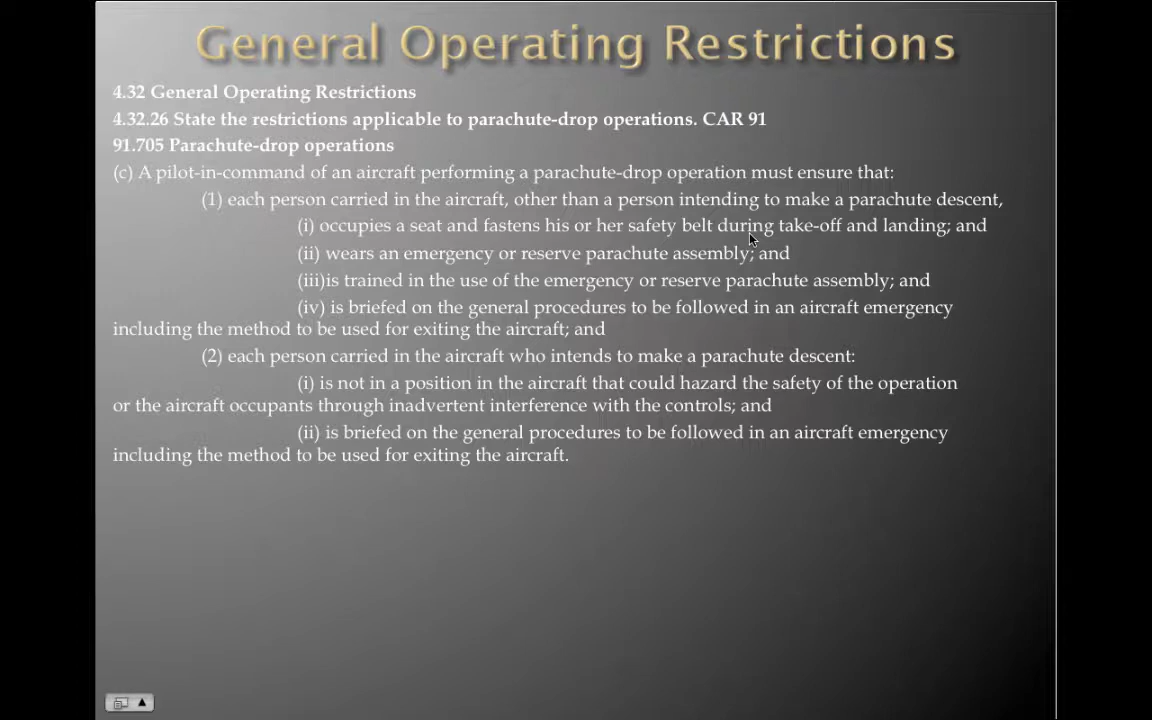 General Operating Restrictions
4.32 General Operating Restrictions
4.32.26 State the restrictions applicable to parachute-drop operations. CAR 91
91.705 Parachute-drop operations
(c) A pilot-in-command of an aircraft performing a parachute-drop operation must ensure that:
(1) each person carried in the aircraft, other than a person intending to make a parachute descent,
(i) occupies a seat and fastens his or her safety belt during take-off and landing; and
(ii) wears an emergency or reserve parachute assembly; and
(iii)is trained in the use of the emergency or reserve parachute assembly; and
(iv) is briefed on the general procedures to be followed in an aircraft emergency
including the method to be used for exiting the aircraft; and
(2) each person carried in the aircraft who intends to make a parachute descent:
(i) is not in a position in the aircraft that could hazard the safety of the operation
or the aircraft occupants through inadvertent interference with the controls; and
(ii) is briefed on the general procedures to be followed in an aircraft emergency
including the method to be used for exiting the aircraft.